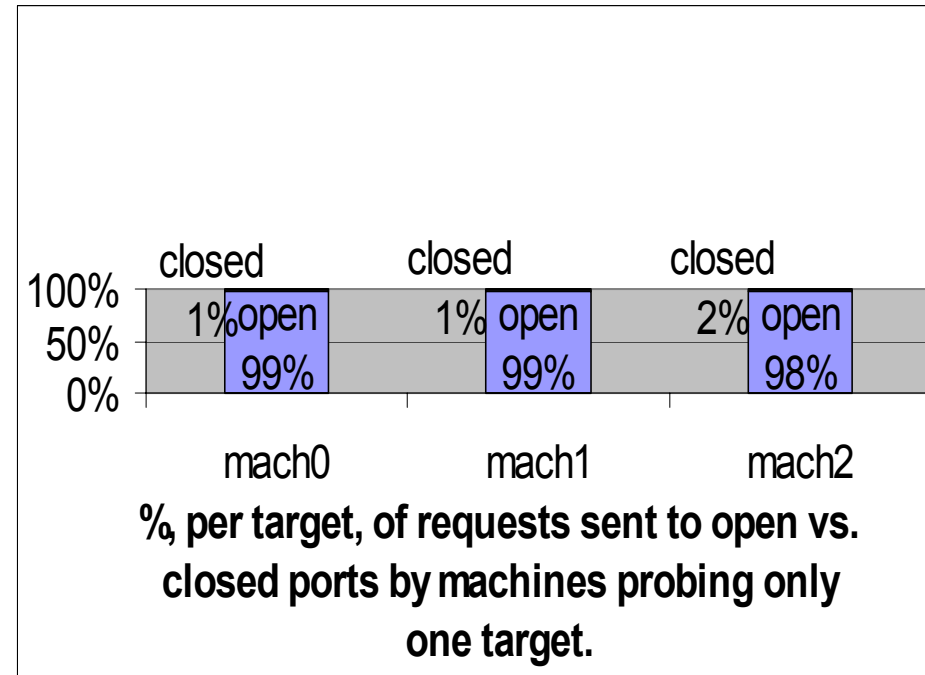 closed closed closed
100%
1% open 1% open 2% open
50%
99% 99% 98%
0%
mach0 mach1 mach2
%, per target, of requests sent to open vs.
closed ports by machines probing only
one target.